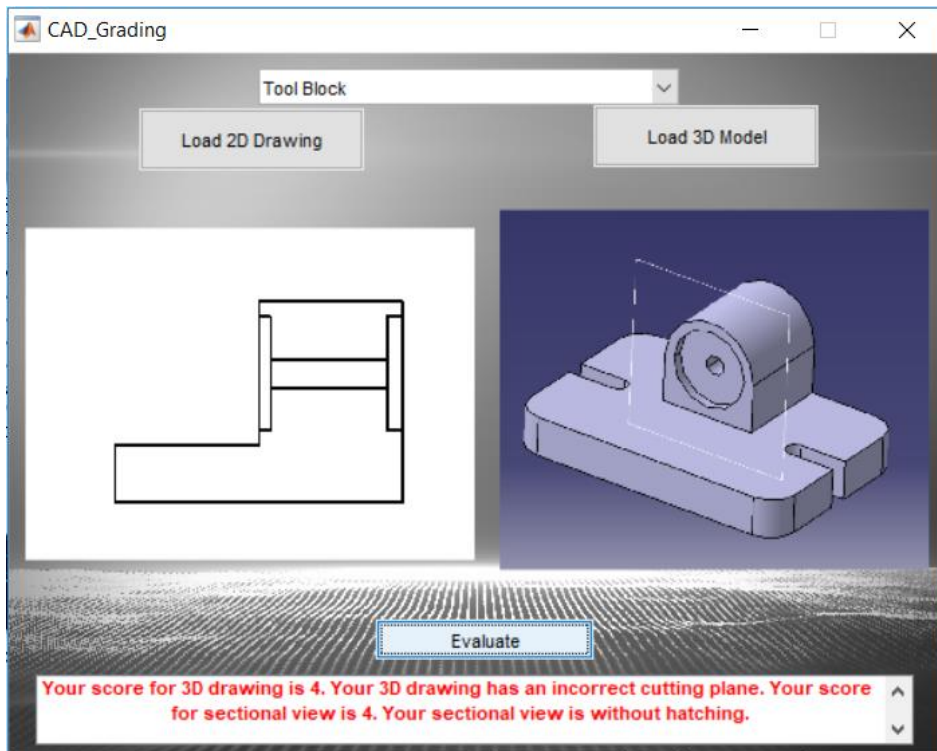 CAD_Grading
Tool Block
Load 2D Drawing
Load 3D Model
Evaluate
Your score for 3D drawing is 4. Your 3D drawing has an incorrect cutting plane. Your score
for sectional view is 4. Your sectional view is without hatching.